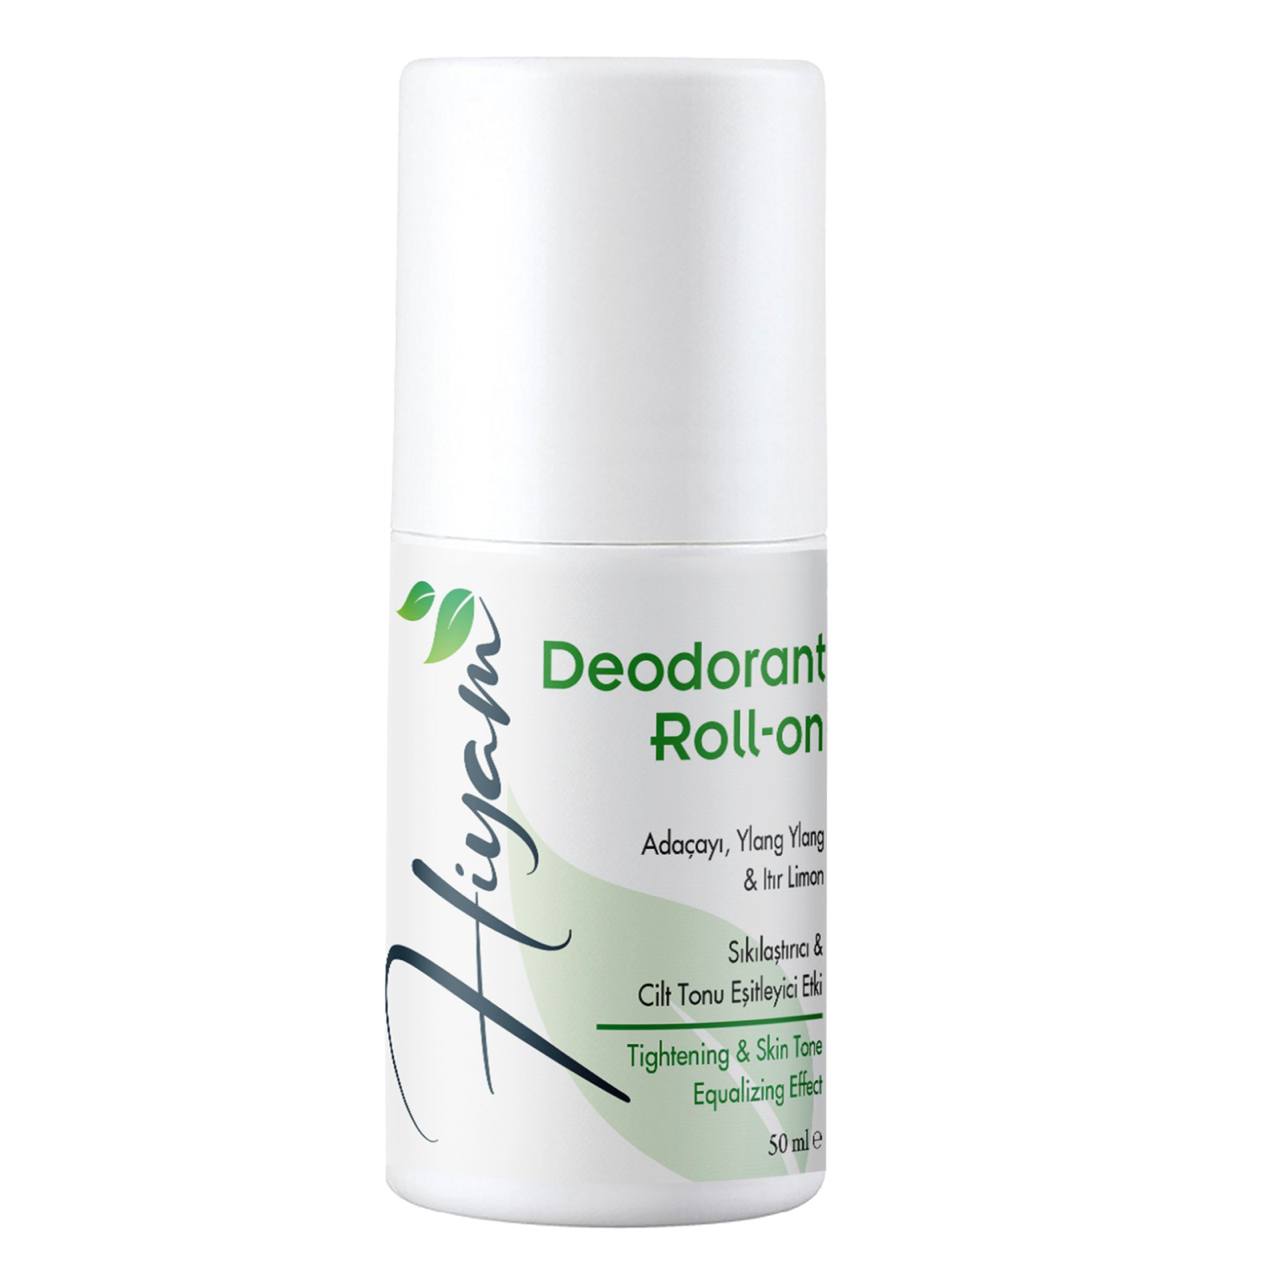 Hiyam
Deodorant
Roll-on
Adaçayı, Ylang Ylang
& Itır Limon
Sıkılaştırıcı &
Cilt Tonu Eşitleyici Etki
Tightening & Skin Tone
Equalizing Effect
50 ml ℮